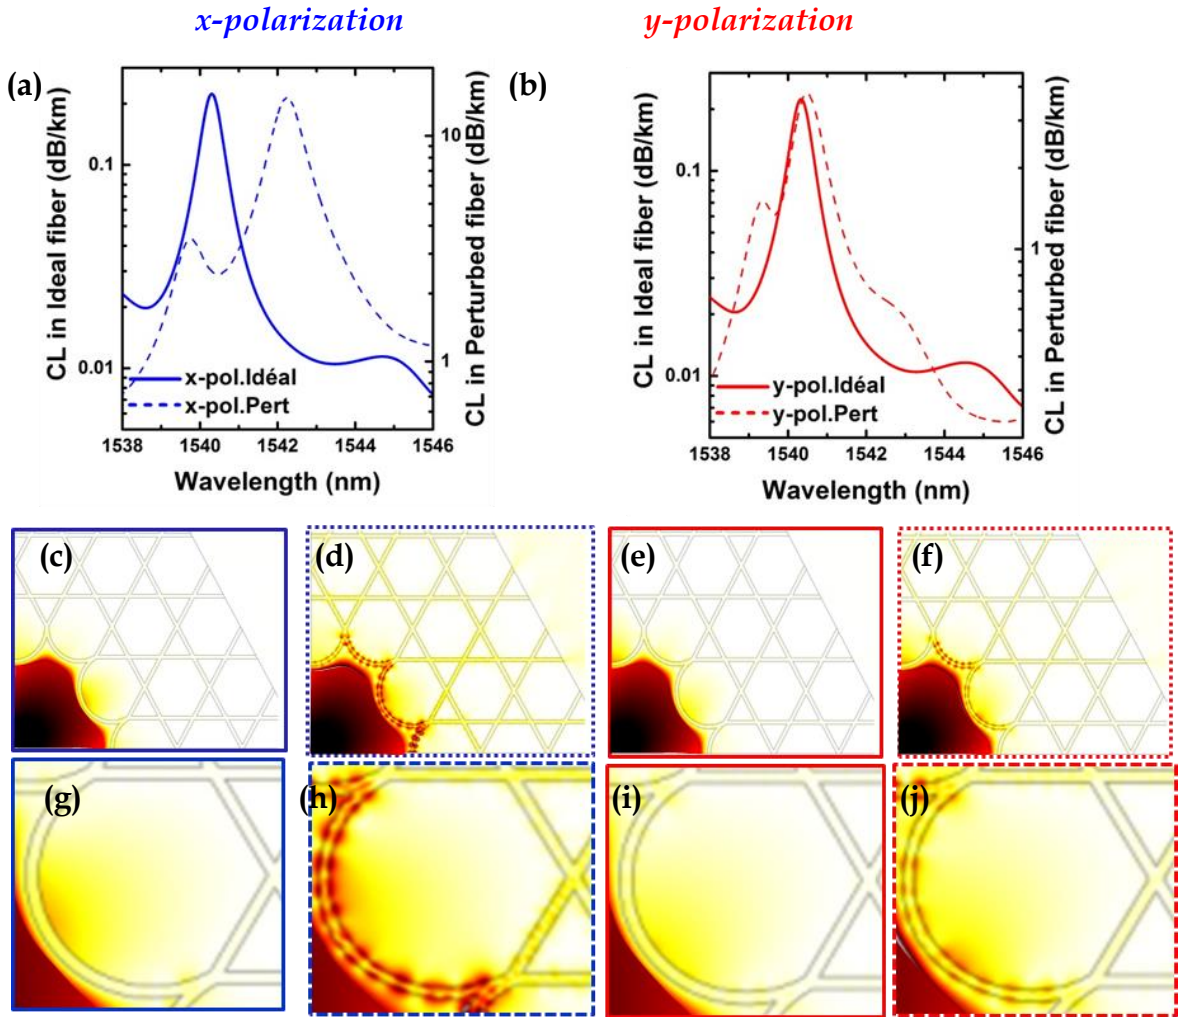 x-polarization
y-polarization
(a)
CL in Ideal fiber (dB/km)
0.1
0.01
10
1
CL in Perturbed fiber (dB/km)
x-pol.Idéal
x-pol.Pert
1538 1540 1542 1544 1546
Wavelength (nm)
(b)
CL in Ideal fiber (dB/km)
0.1
0.01
1
CL in Perturbed fiber (dB/km)
y-pol.Idéal
y-pol.Pert
1538 1540 1542 1544 1546
Wavelength (nm)
(c)
(d)
(e)
(f)
(g)
(h)
(i)
(j)